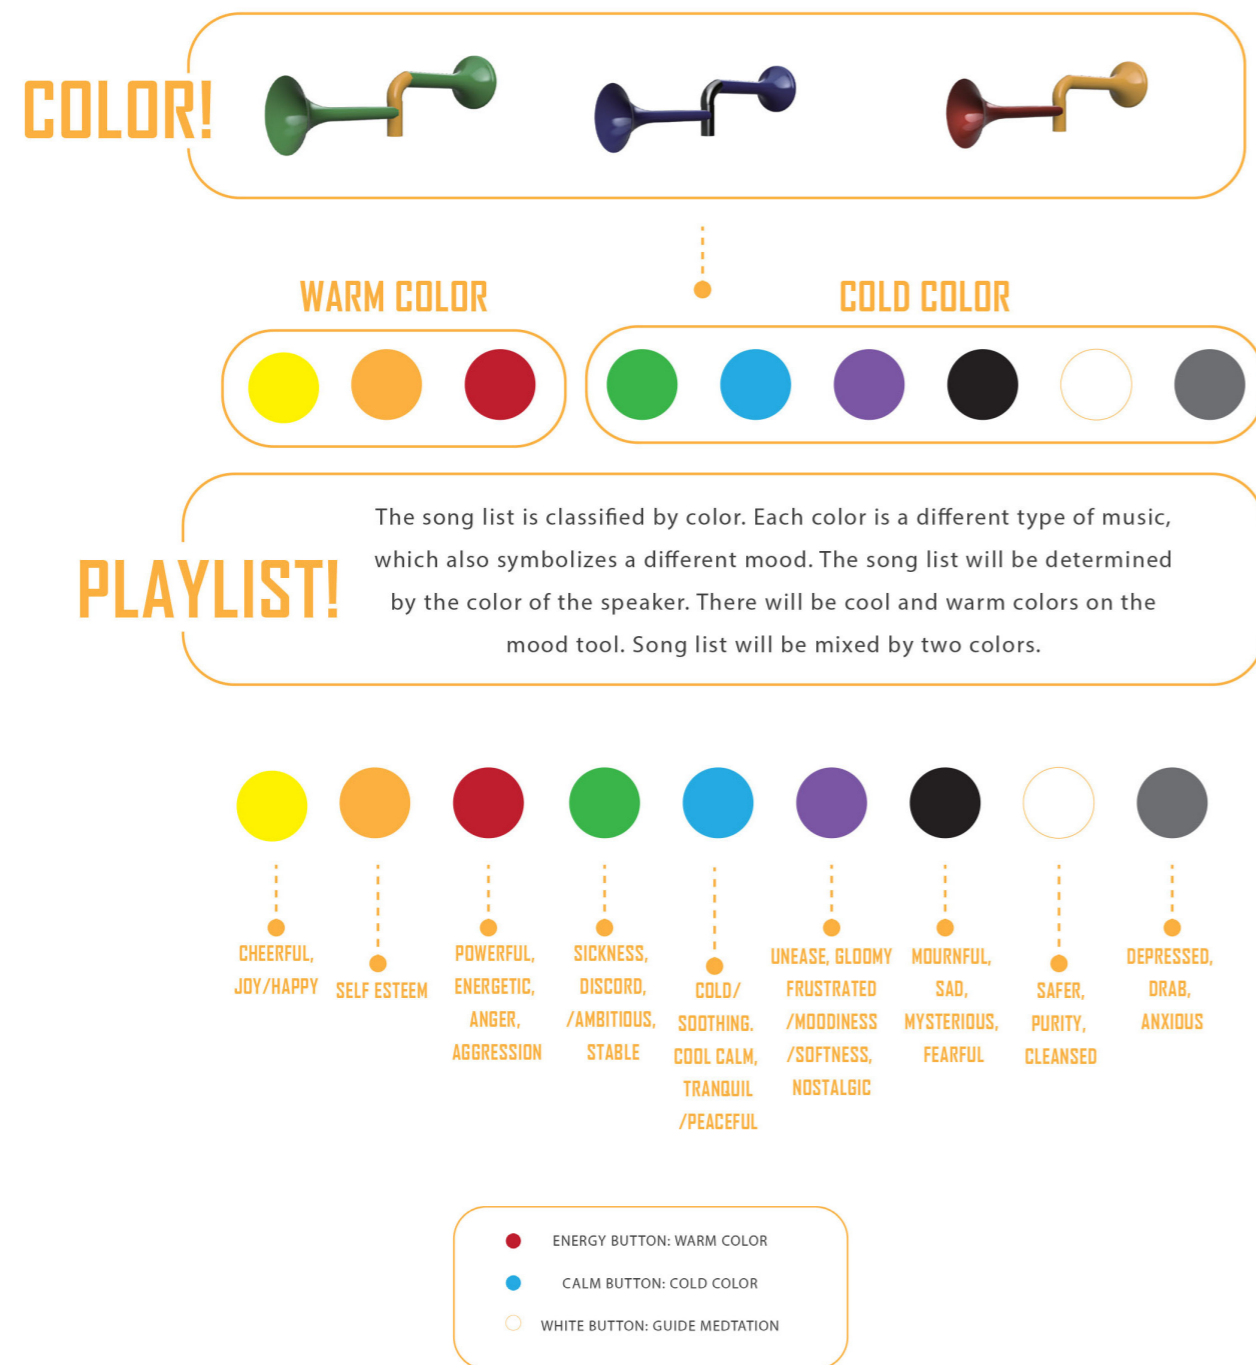 COLOR!
WARM COLOR
COLD COLOR
The song list is classified by color. Each color is a different type of music,
which also symbolizes a different mood. The song list will be determined
by the color of the speaker. There will be cool and warm colors on the
mood tool. Song list will be mixed by two colors.
PLAYLIST!
CHEERFUL,
JOY/HAPPY
SELF ESTEEM
POWERFUL,
ENERGETIC,
ANGER,
AGGRESSION
SICKNESS,
DISCORD,
/AMBITIOUS,
STABLE
COLD/
SOOTHING.
COOL CALM,
TRANQUIL
/PEACEFUL
UNEASE, GLOOMY
FRUSTRATED
/MOODINESS
/SOFTNESS,
NOSTALGIC
MOURNFUL,
SAD,
MYSTERIOUS,
FEARFUL
SAFER,
PURITY,
CLEANSED
DEPRESSED,
DRAB,
ANXIOUS
ENERGY BUTTON: WARM COLOR
CALM BUTTON: COLD COLOR
WHITE BUTTON: GUIDE MEDTATION